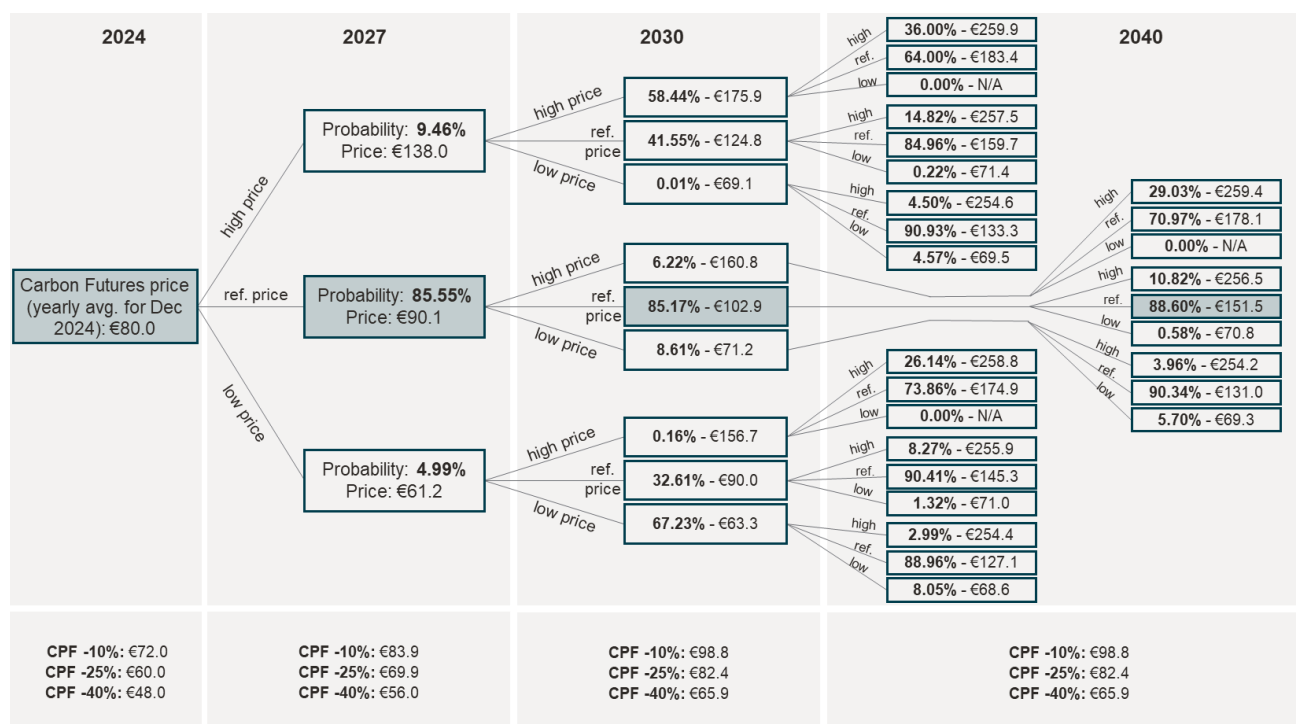 2024
2027
2030
2040
Carbon Futures price
(yearly avg. for Dec
2024): €80.0
high price
ref. price
low price
Probability: 9.46%
Price: €138.0
Probability: 85.55%
Price: €90.1
Probability: 4.99%
Price: €61.2
high price
ref.
price
low price
58.44% - €175.9
41.55% - €124.8
0.01% - €69.1
high price
ref.
price
low price
6.22% - €160.8
85.17% - €102.9
8.61% - €71.2
high price
ref.
price
low price
0.16% - €156.7
32.61% - €90.0
67.23% - €63.3
high
ref.
low
36.00% - €259.9
64.00% - €183.4
0.00% - N/A
high
ref.
low
14.82% - €257.5
84.96% - €159.7
0.22% - €71.4
high
ref.
low
4.50% - €254.6
90.93% - €133.3
4.57% - €69.5
high
ref.
low
29.03% - €259.4
70.97% - €178.1
0.00% - N/A
high
ref.
low
10.82% - €256.5
88.60% - €151.5
0.58% - €70.8
high
ref.
low
3.96% - €254.2
90.34% - €131.0
5.70% - €69.3
high
ref.
low
26.14% - €258.8
73.86% - €174.9
0.00% - N/A
high
ref.
low
8.27% - €255.9
90.41% - €145.3
1.32% - €71.0
high
ref.
low
2.99% - €254.4
88.96% - €127.1
8.05% - €68.6
CPF -10%: €72.0
CPF -25%: €60.0
CPF -40%: €48.0
CPF -10%: €83.9
CPF -25%: €69.9
CPF -40%: €56.0
CPF -10%: €98.8
CPF -25%: €82.4
CPF -40%: €65.9
CPF -10%: €98.8
CPF -25%: €82.4
CPF -40%: €65.9